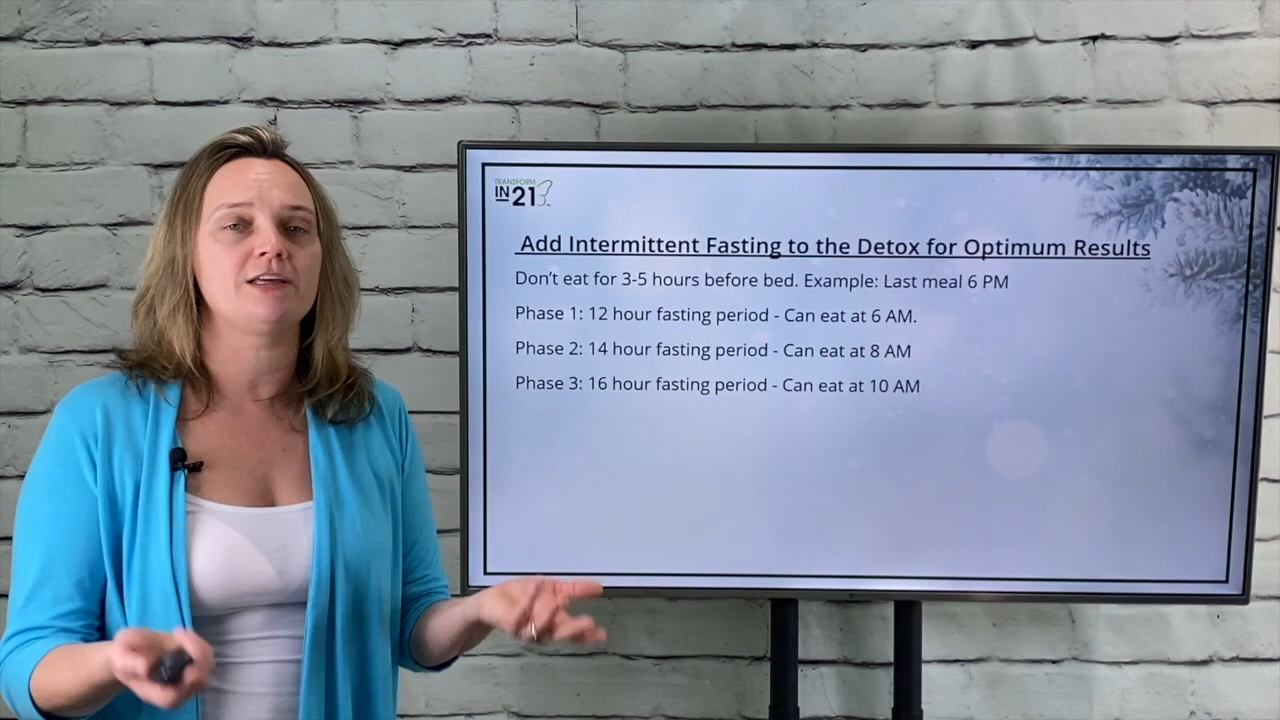 TRANSFORM
IN 21
Add Intermittent Fasting to the Detox for Optimum Results
Don't eat for 3-5 hours before bed. Example: Last meal 6 PM
Phase 1: 12 hour fasting period - Can eat at 6 AM.
Phase 2: 14 hour fasting period - Can eat at 8 AM
Phase 3: 16 hour fasting period - Can eat at 10 AM